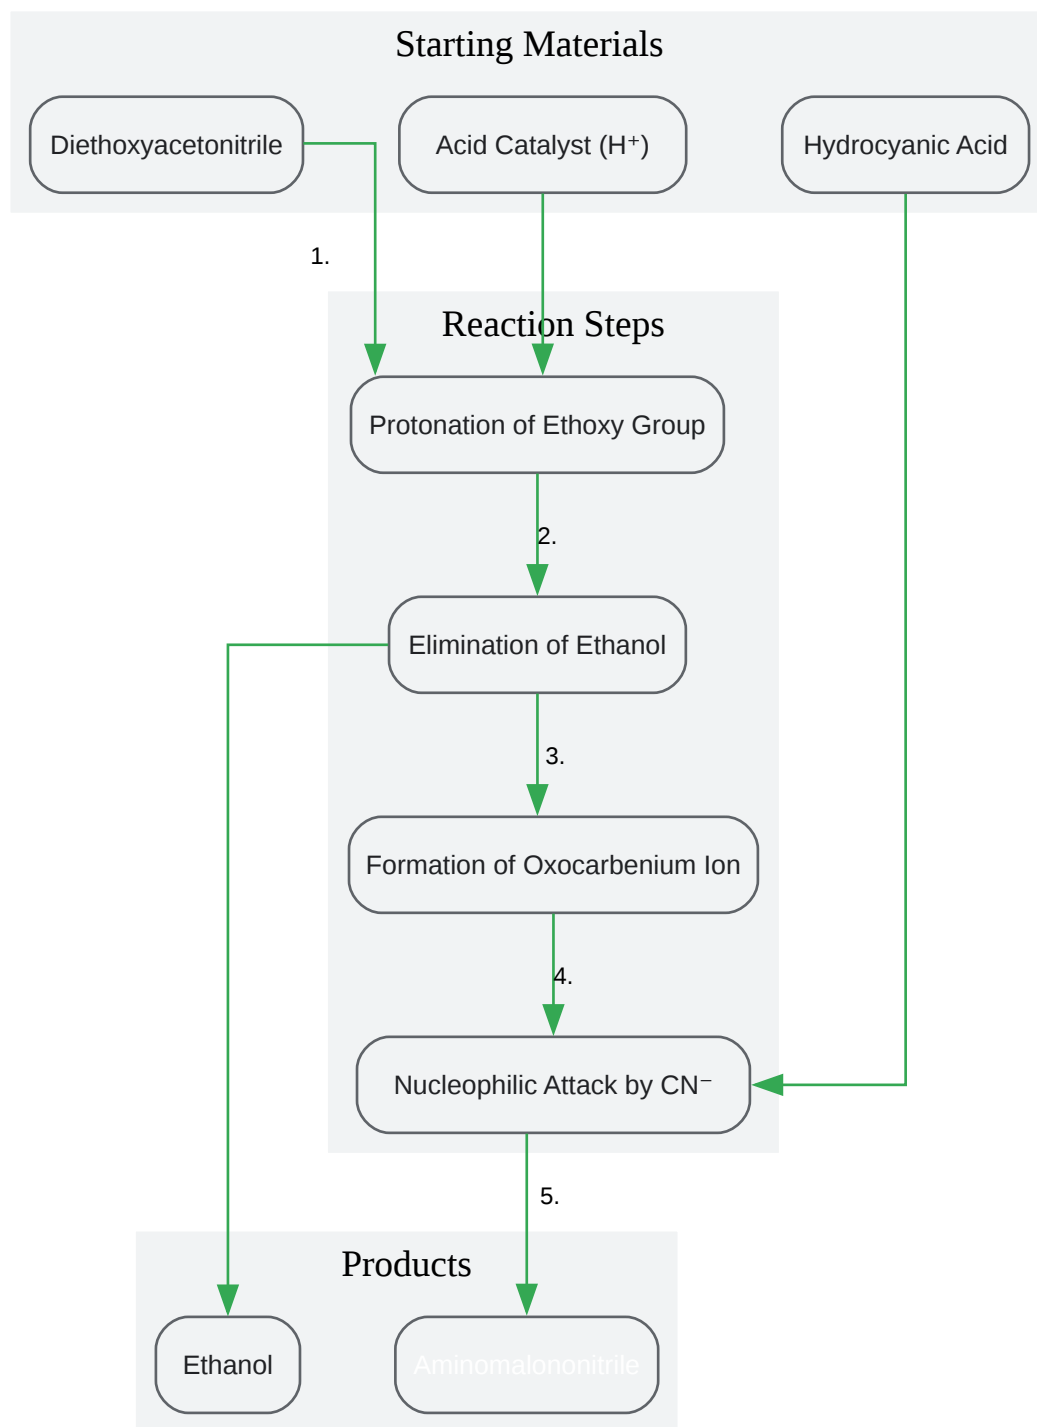 Starting Materials
Diethoxyacetonitrile
Acid Catalyst (H⁺)
Hydrocyanic Acid
1.
Reaction Steps
Protonation of Ethoxy Group
2.
Elimination of Ethanol
3.
Formation of Oxocarbenium Ion
4.
Nucleophilic Attack by CN⁻
5.
Products
Ethanol
Aminomalononitrile